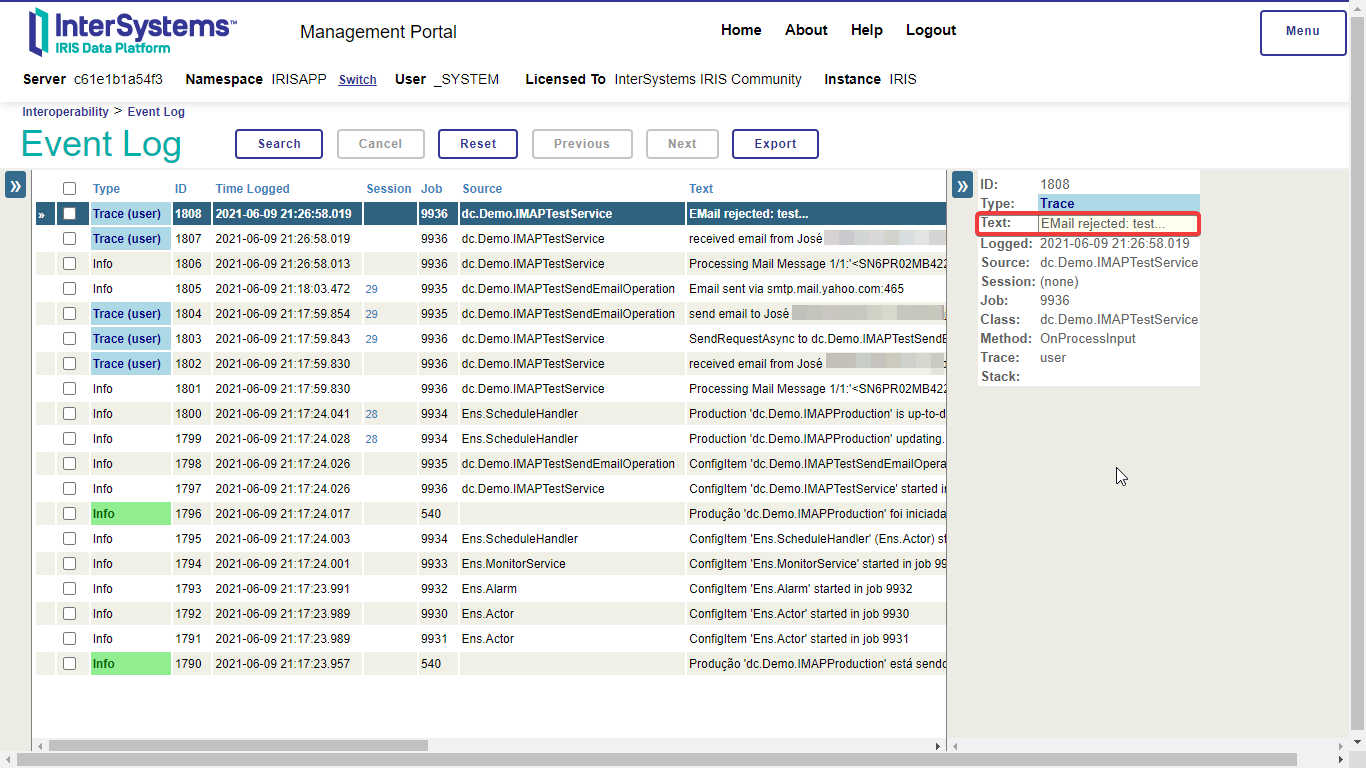 InterSystems™
IRIS Data Platform
Management Portal
Home About Help Logout
Menu
Server c61e1b1a54f3 Namespace IRISAPP Switch User _SYSTEM Licensed To InterSystems IRIS Community Instance IRIS
Interoperability > Event Log
Event Log
Search Cancel Reset Previous Next Export
Type ID Time Logged Session Job Source Text
» Trace (user) 1808 2021-06-09 21:26:58.019 9936 dc.Demo.IMAPTestService EMail rejected: test...
Trace (user) 1807 2021-06-09 21:26:58.019 9936 dc.Demo.IMAPTestService received email from José
Info 1806 2021-06-09 21:26:58.013 9936 dc.Demo.IMAPTestService Processing Mail Message 1/1:'<SN6PR02MB422
Info 1805 2021-06-09 21:18:03.472 29 9935 dc.Demo.IMAPTestSendEmailOperation Email sent via smtp.mail.yahoo.com:465
Trace (user) 1804 2021-06-09 21:17:59.854 29 9935 dc.Demo.IMAPTestSendEmailOperation send email to José
Trace (user) 1803 2021-06-09 21:17:59.843 29 9936 dc.Demo.IMAPTestService SendRequestAsync to dc.Demo.IMAPTestSendE
Trace (user) 1802 2021-06-09 21:17:59.830 9936 dc.Demo.IMAPTestService received email from José
Info 1801 2021-06-09 21:17:59.830 9936 dc.Demo.IMAPTestService Processing Mail Message 1/1:'<SN6PR02MB422
Info 1800 2021-06-09 21:17:24.041 28 9934 Ens.ScheduleHandler Production 'dc.Demo.IMAPProduction' is up-to-d
Info 1799 2021-06-09 21:17:24.028 28 9934 Ens.ScheduleHandler Production 'dc.Demo.IMAPProduction' updating.
Info 1798 2021-06-09 21:17:24.026 9935 dc.Demo.IMAPTestSendEmailOperation ConfigItem 'dc.Demo.IMAPTestSendEmailOpera
Info 1797 2021-06-09 21:17:24.026 9936 dc.Demo.IMAPTestService ConfigItem 'dc.Demo.IMAPTestService' started in
Info 1796 2021-06-09 21:17:24.017 540 Produção 'dc.Demo.IMAPProduction' foi iniciada
Info 1795 2021-06-09 21:17:24.003 9934 Ens.ScheduleHandler ConfigItem 'Ens.ScheduleHandler' (Ens.Actor) st
Info 1794 2021-06-09 21:17:24.001 9933 Ens.MonitorService ConfigItem 'Ens.MonitorService' started in job 99
Info 1793 2021-06-09 21:17:23.991 9932 Ens.Alarm ConfigItem 'Ens.Alarm' started in job 9932
Info 1792 2021-06-09 21:17:23.989 9930 Ens.Actor ConfigItem 'Ens.Actor' started in job 9930
Info 1791 2021-06-09 21:17:23.989 9931 Ens.Actor ConfigItem 'Ens.Actor' started in job 9931
Info 1790 2021-06-09 21:17:23.957 540 Produção 'dc.Demo.IMAPProduction' está sendo
ID: 1808
Type: Trace
Text: EMail rejected: test...
Logged: 2021-06-09 21:26:58.019
Source: dc.Demo.IMAPTestService
Session: (none)
Job: 9936
Class: dc.Demo.IMAPTestService
Method: OnProcessInput
Trace: user
Stack: